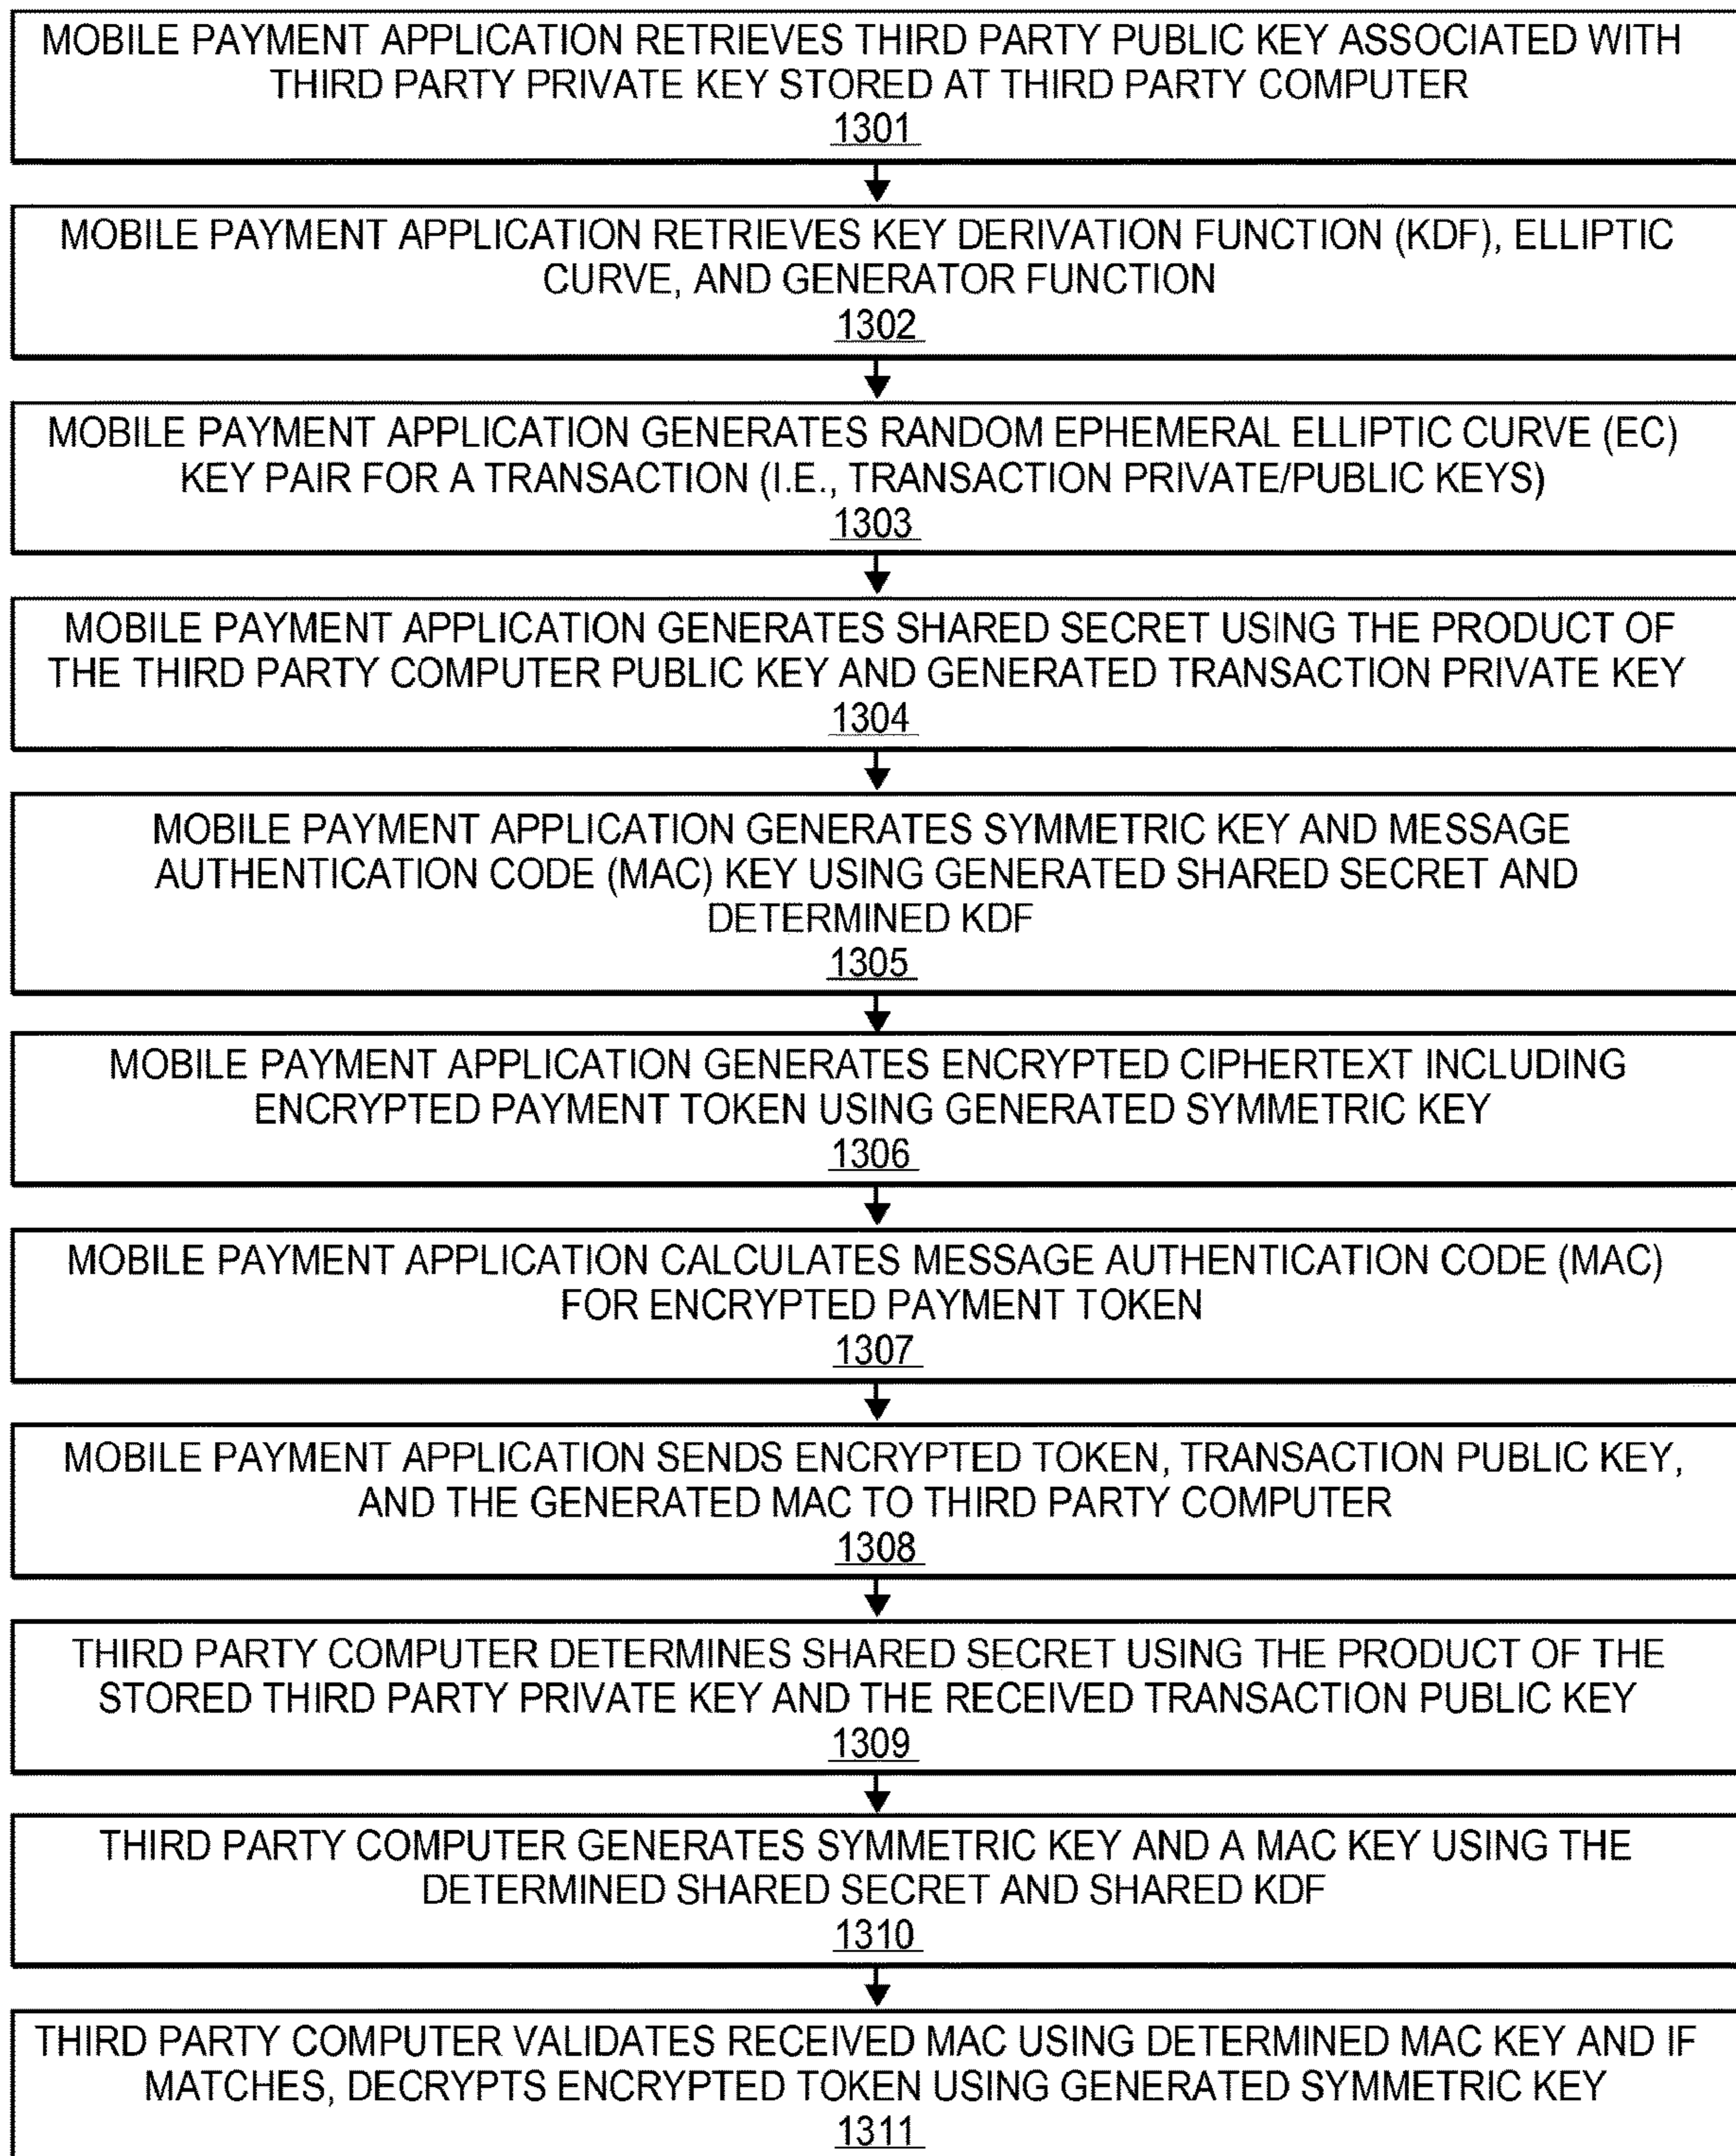 MOBILE PAYMENT APPLICATION RETRIEVES THIRD PARTY PUBLIC KEY ASSOCIATED WITH
THIRD PARTY PRIVATE KEY STORED AT THIRD PARTY COMPUTER
1301
MOBILE PAYMENT APPLICATION RETRIEVES KEY DERIVATION FUNCTION (KDF), ELLIPTIC
CURVE, AND GENERATOR FUNCTION
1302
MOBILE PAYMENT APPLICATION GENERATES RANDOM EPHEMERAL ELLIPTIC CURVE (EC)
KEY PAIR FOR A TRANSACTION (I.E., TRANSACTION PRIVATE/PUBLIC KEYS)
1303
MOBILE PAYMENT APPLICATION GENERATES SHARED SECRET USING THE PRODUCT OF
THE THIRD PARTY COMPUTER PUBLIC KEY AND GENERATED TRANSACTION PRIVATE KEY
1304
MOBILE PAYMENT APPLICATION GENERATES SYMMETRIC KEY AND MESSAGE
AUTHENTICATION CODE (MAC) KEY USING GENERATED SHARED SECRET AND
DETERMINED KDF
1305
MOBILE PAYMENT APPLICATION GENERATES ENCRYPTED CIPHERTEXT INCLUDING
ENCRYPTED PAYMENT TOKEN USING GENERATED SYMMETRIC KEY
1306
MOBILE PAYMENT APPLICATION CALCULATES MESSAGE AUTHENTICATION CODE (MAC)
FOR ENCRYPTED PAYMENT TOKEN
1307
MOBILE PAYMENT APPLICATION SENDS ENCRYPTED TOKEN, TRANSACTION PUBLIC KEY,
AND THE GENERATED MAC TO THIRD PARTY COMPUTER
1308
THIRD PARTY COMPUTER DETERMINES SHARED SECRET USING THE PRODUCT OF THE
STORED THIRD PARTY PRIVATE KEY AND THE RECEIVED TRANSACTION PUBLIC KEY
1309
THIRD PARTY COMPUTER GENERATES SYMMETRIC KEY AND A MAC KEY USING THE
DETERMINED SHARED SECRET AND SHARED KDF
1310
THIRD PARTY COMPUTER VALIDATES RECEIVED MAC USING DETERMINED MAC KEY AND IF
MATCHES, DECRYPTS ENCRYPTED TOKEN USING GENERATED SYMMETRIC KEY
1311